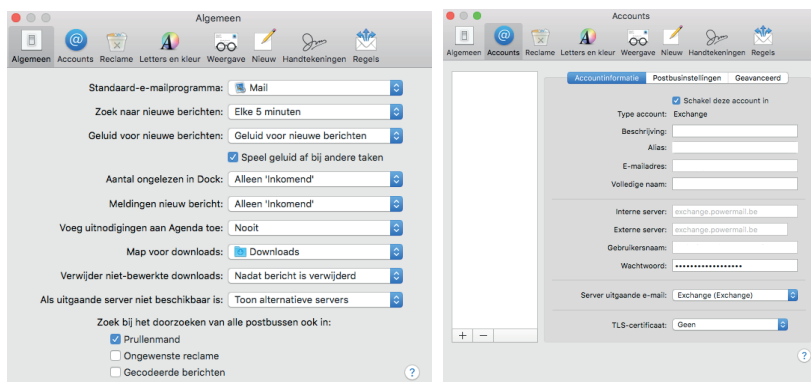 Algemeen
Algemeen Accounts Reclame Letters en kleur Weergave Nieuw Handtekeningen Regels
Standaard-e-mailprogramma: Mail
Zoek naar nieuwe berichten: Elke 5 minuten
Geluid voor nieuwe berichten: Geluid voor nieuwe berichten
Speel geluid af bij andere taken
Aantal ongelezen in Dock: Alleen 'Inkomend'
Meldingen nieuw bericht: Alleen 'Inkomend'
Voeg uitnodigingen aan Agenda toe: Nooit
Map voor downloads: Downloads
Verwijder niet-bewerkte downloads: Nadat bericht is verwijderd
Als uitgaande server niet beschikbaar is: Toon alternatieve servers
Zoek bij het doorzoeken van alle postbussen ook in:
Prullenmand
Ongewenste reclame
Gecodeerde berichten
?
Accounts
Algemeen Accounts Reclame Letters en kleur Weergave Nieuw Handtekeningen Regels
Accountinformatie Postbusinstellingen Geavanceerd
Schakel deze account in
Type account: Exchange
Beschrijving:
Alias:
E-mailadres:
Volledige naam:
Interne server: exchange.powermail.be
Externe server: exchange.powermail.be
Gebruikersnaam:
Wachtwoord: •••••••••••••••••
Server uitgaande e-mail: Exchange (Exchange)
TLS-certificaat: Geen
+ −
?